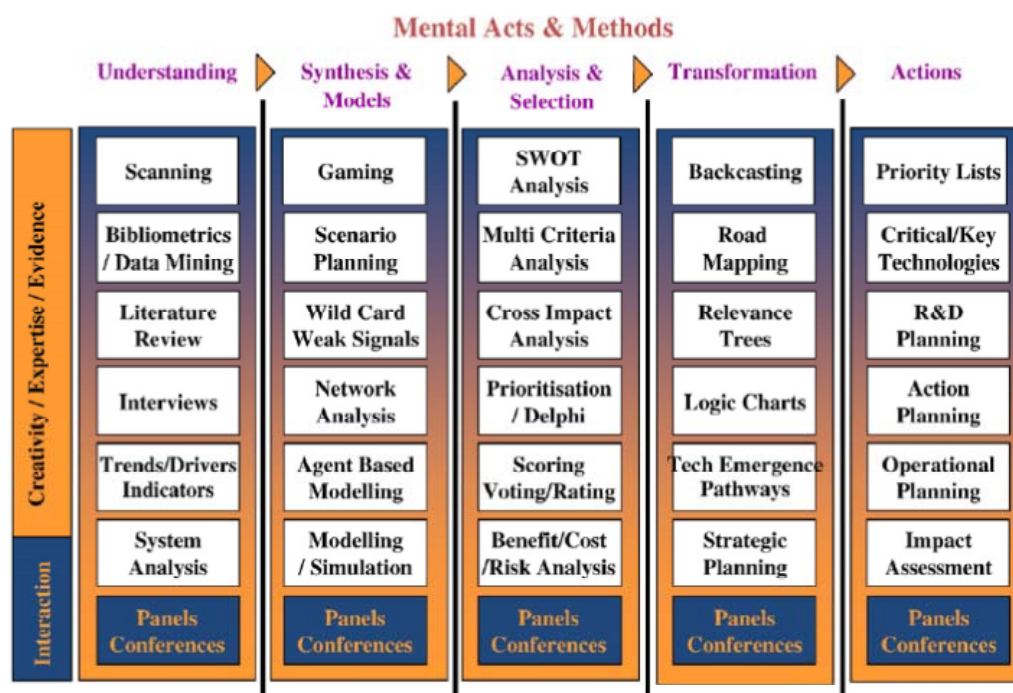 Mental Acts & Methods
Understanding
Synthesis &
Models
Analysis &
Selection
Transformation
Actions
Creativity / Expertise / Evidence
Interaction
Scanning
Bibliometrics
/ Data Mining
Literature
Review
Interviews
Trends/Drivers
Indicators
System
Analysis
Panels
Conferences
Gaming
Scenario
Planning
Wild Card
Weak Signals
Network
Analysis
Agent Based
Modelling
Modelling
/ Simulation
Panels
Conferences
SWOT
Analysis
Multi Criteria
Analysis
Cross Impact
Analysis
Prioritisation
/ Delphi
Scoring
Voting/Rating
Benefit/Cost
/Risk Analysis
Panels
Conferences
Backcasting
Road
Mapping
Relevance
Trees
Logic Charts
Tech Emergence
Pathways
Strategic
Planning
Panels
Conferences
Priority Lists
Critical/Key
Technologies
R&D
Planning
Action
Planning
Operational
Planning
Impact
Assessment
Panels
Conferences